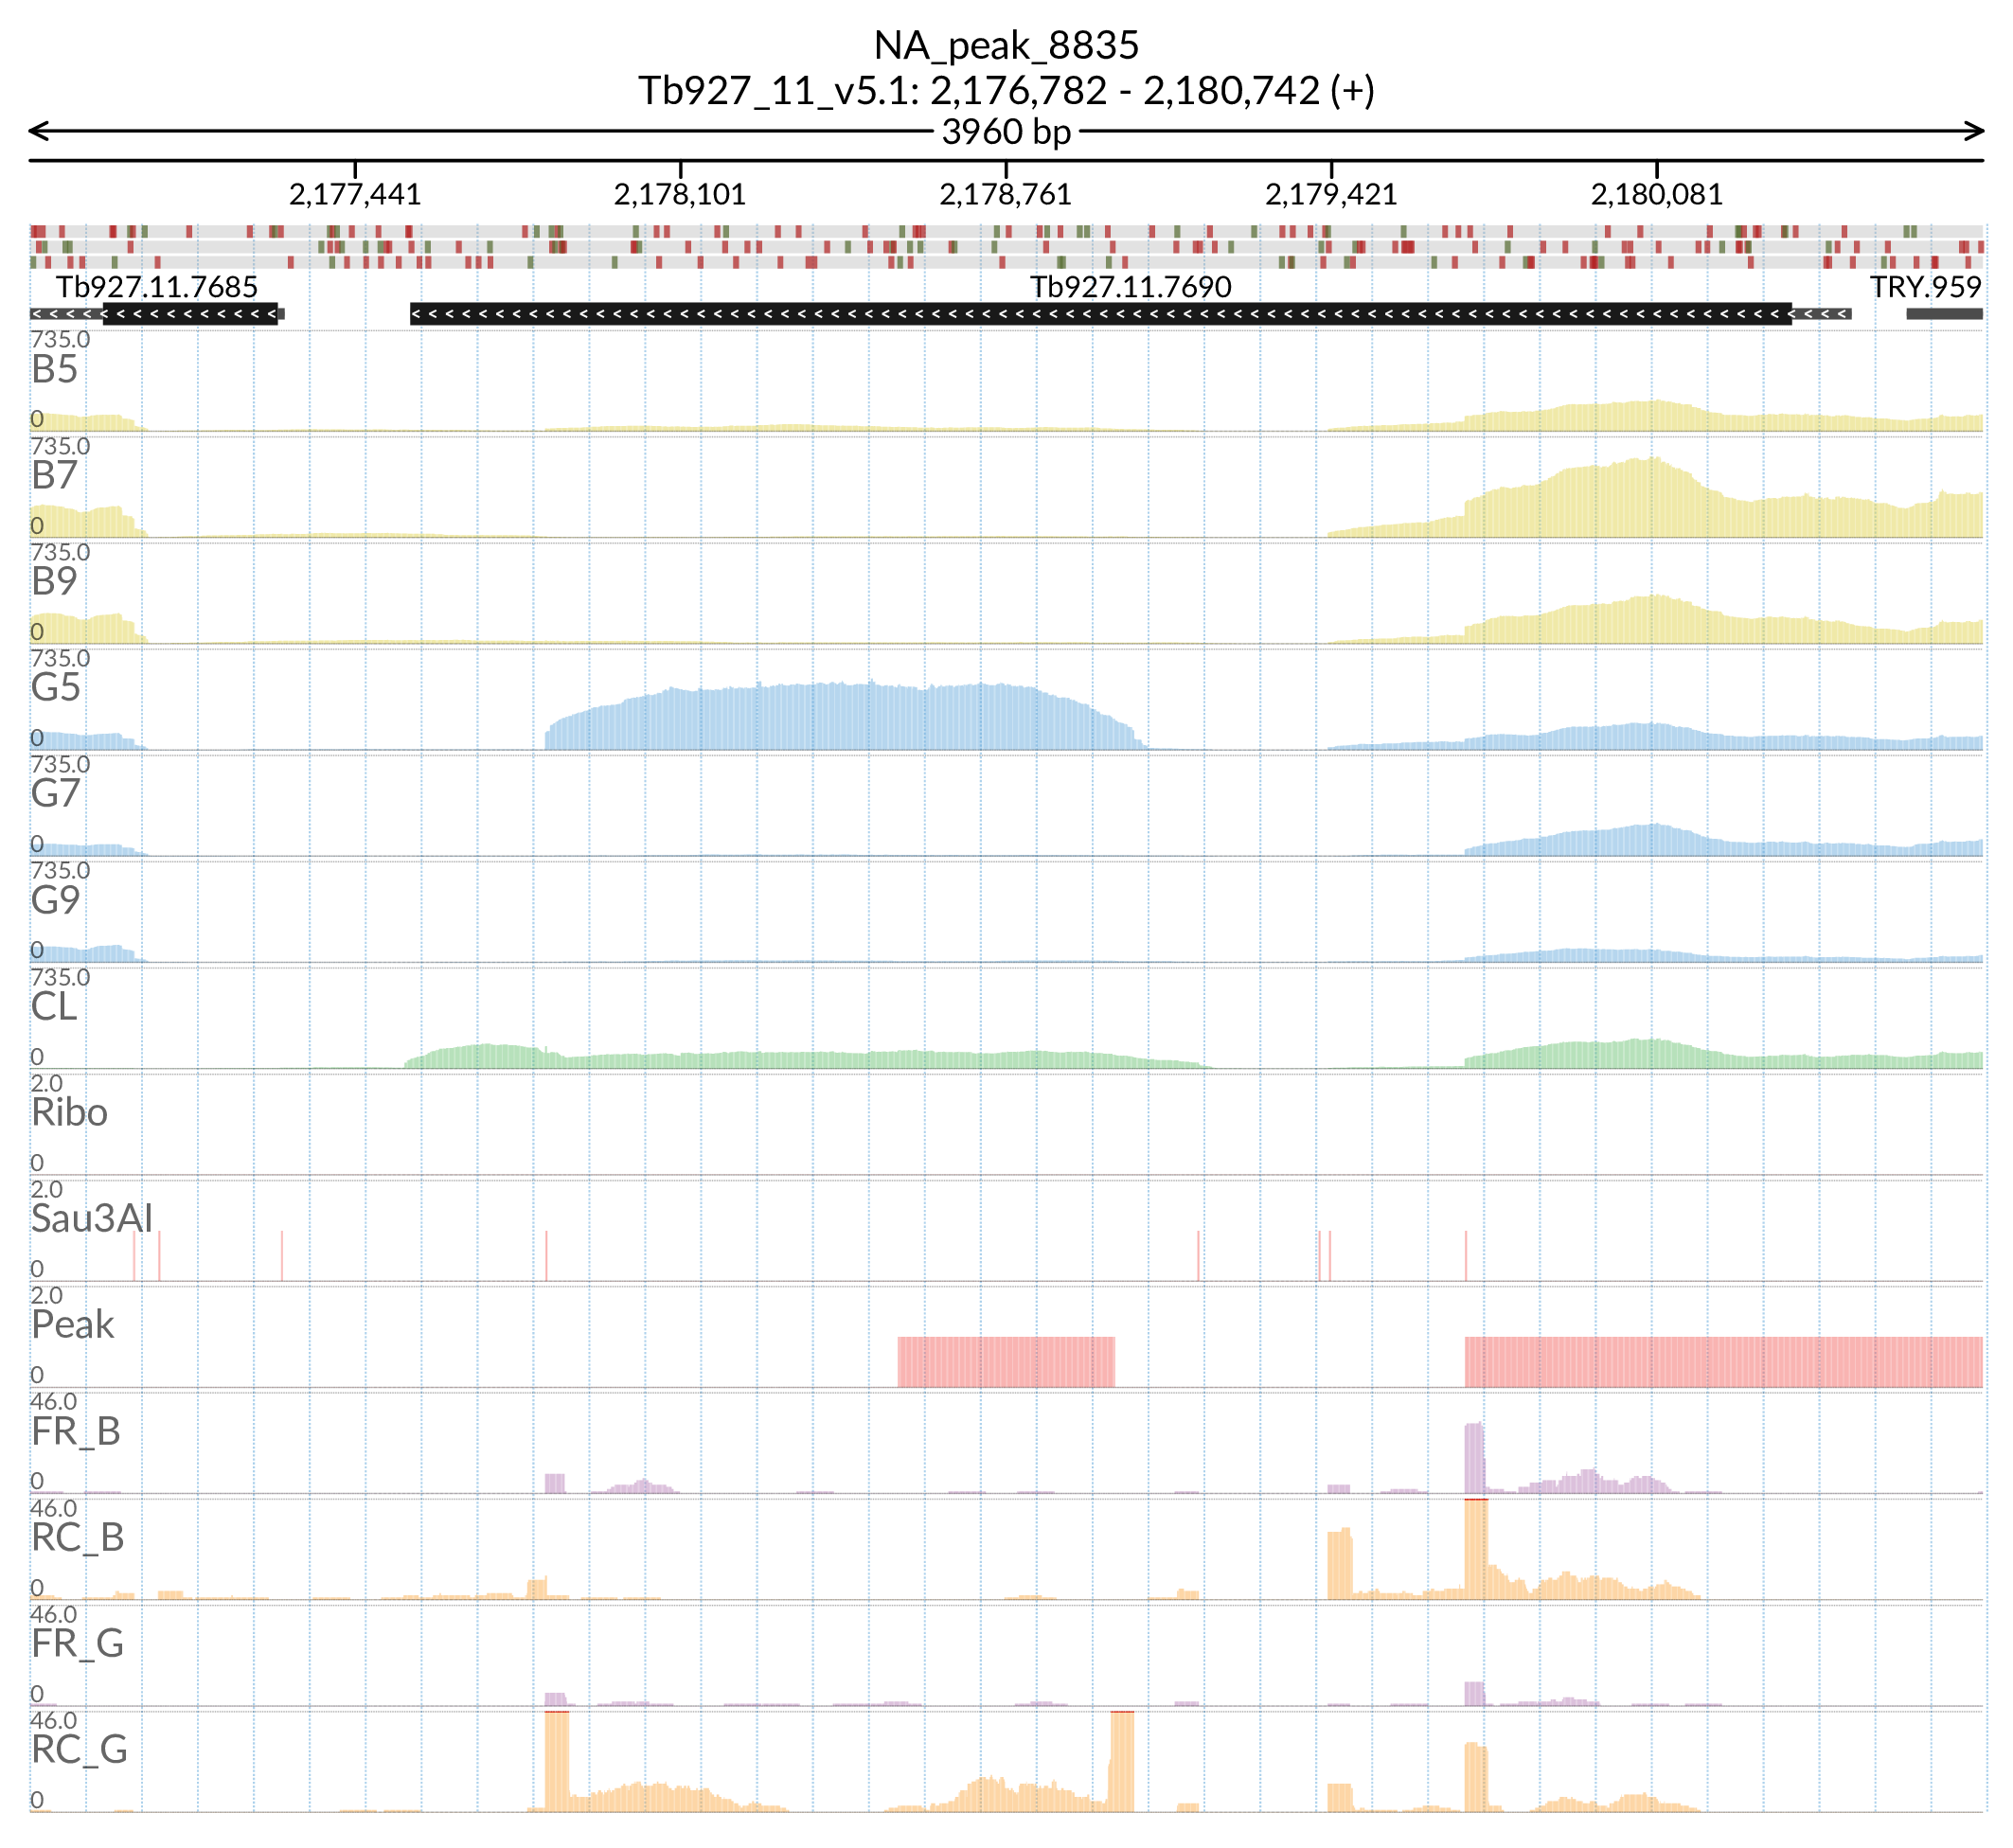 NA_peak_8835
Tb927_11_v5.1: 2,176,782 - 2,180,742 (+)
3960 bp
2,177,441 2,178,101 2,178,761 2,179,421 2,180,081
Tb927.11.7685 Tb927.11.7690 TRY.959
735.0
B5
0
735.0
B7
0
735.0
B9
0
735.0
G5
0
735.0
G7
0
735.0
G9
0
735.0
CL
0
2.0
Ribo
0
2.0
Sau3AI
0
2.0
Peak
0
46.0
FR_B
0
46.0
RC_B
0
46.0
FR_G
0
46.0
RC_G
0